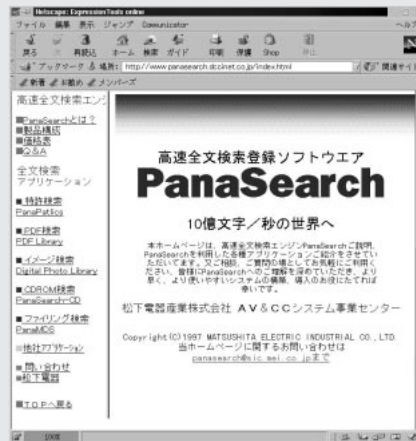 Netscape: ExpressionTools online
ファイル 編集 表示 ジャンプ Communicator ヘルプ
戻る 再読込 ホーム 検索 ガイド 印刷 保護 Shop 停止
ブックマーク & 場所: http://www.panasearch.dccinet.co.jp/index.html 関連サイト
新着 お勧め メンバーズ
高速全文検索エンジ
■PanaSearchとは?
■製品構成
■価格表
■Q&A
全文検索
アプリケーション
■特許検索
PanaPatlics
■PDF検索
PDF Library
■イメージ検索
Digital Photo Library
■CDROM検索
PanaSearch-CD
■ファイリング検索
PanaMDS
■他社アプリケーション
■問い合わせ
■松下電器
■TOPへ戻る
高速全文検索登録ソフトウエア
PanaSearch
10億文字/秒の世界へ
本ホームページは、高速全文検索エンジンPanaSearchご説明、
PanaSearchを利用した各種アプリケーションご紹介をさせてい
ただいてます。又ご相談、ご質問の場としてお気軽にご利用く
ださい、皆様にPanaSearchへのご理解を深めていただき、より
早く、より使いやすいシステムの構築、導入のお役にたてれば
幸いです。
松下電器産業株式会社 AV&CCシステム事業センター
Copyright(C)1997 MATSUSHITA ELECTRIC INDUSTRIAL CO., LTD.
当ホームページに関するお問い合わせは
panasearch@sic.mei.co.jpまで
100%